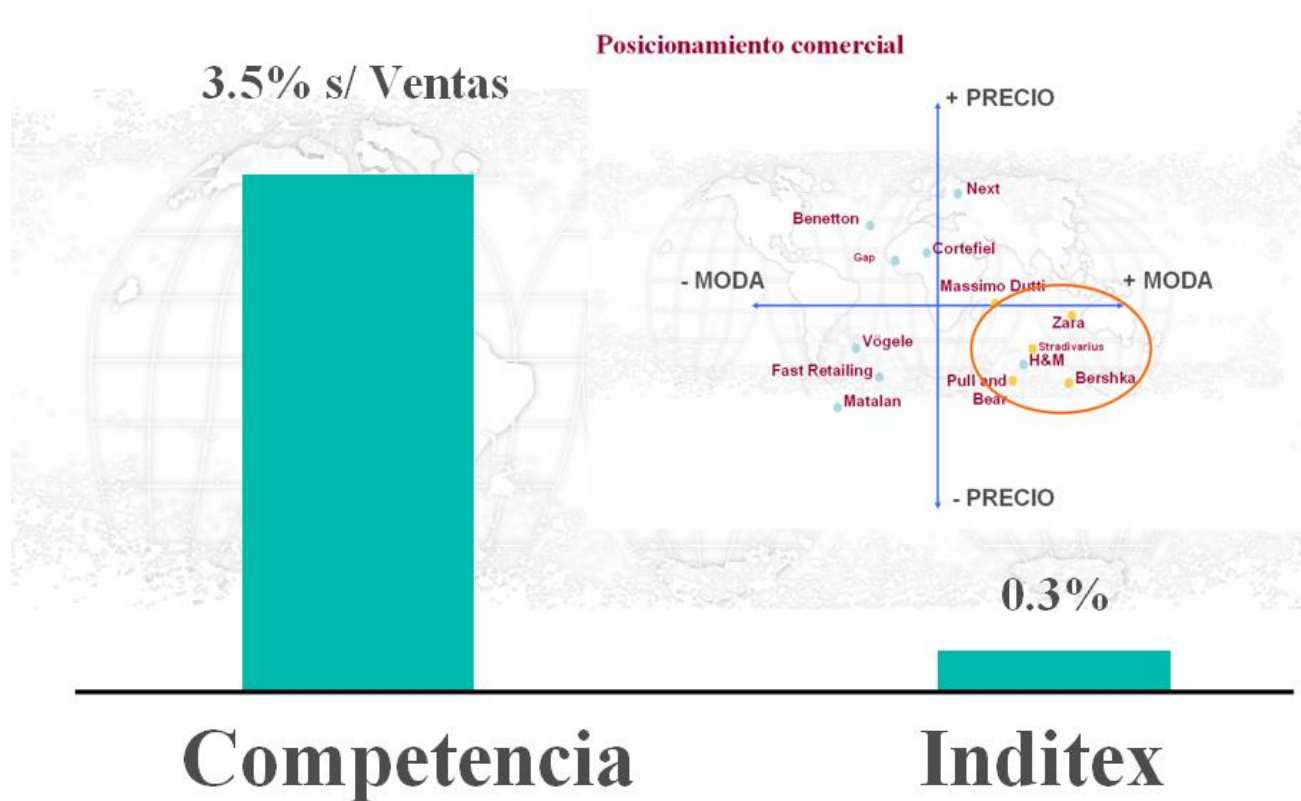 Posicionamiento comercial
3.5% s/ Ventas
+ PRECIO
Next
Benetton
Cortefiel
Gap
- MODA
+ MODA
Massimo Dutti
Zara
Vögele
Stradivarius
H&M
Fast Retailing
Pull and
Bear
Bershka
Matalan
- PRECIO
0.3%
Competencia
Inditex